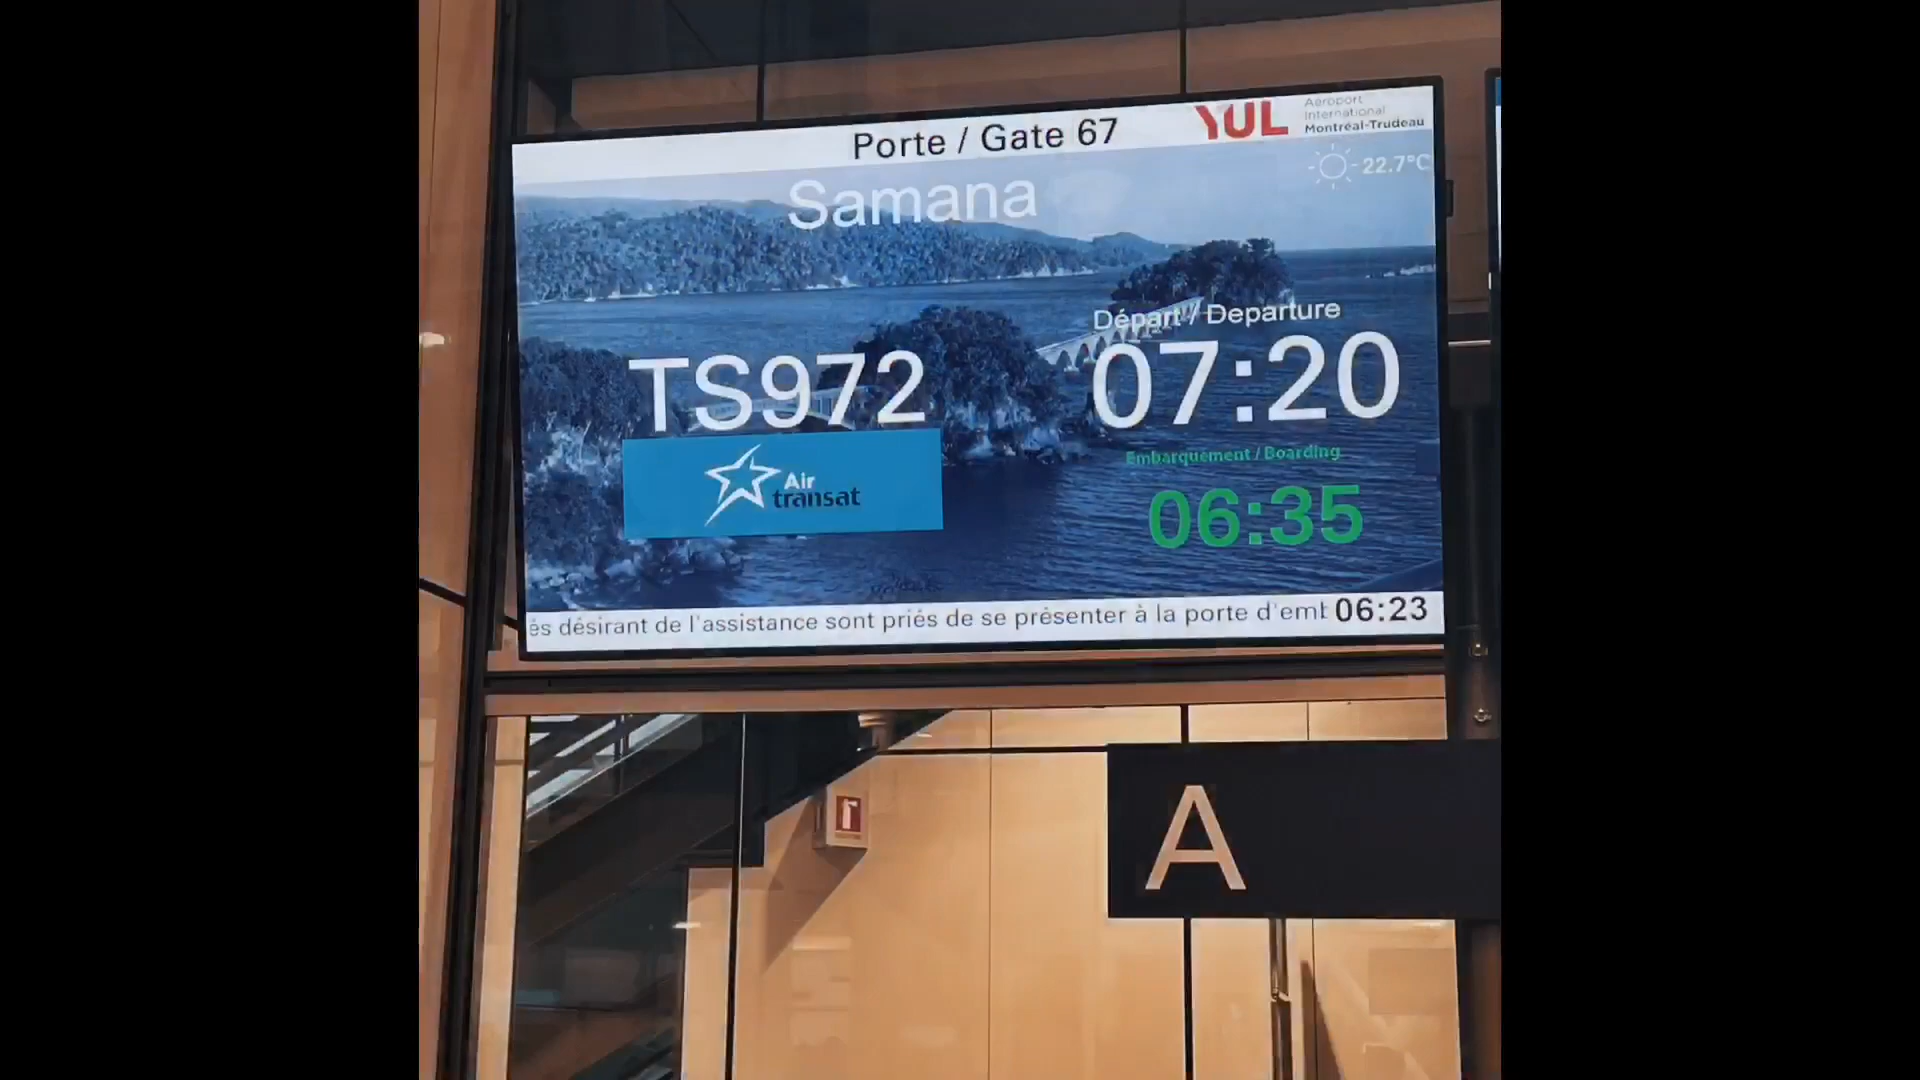 Porte / Gate 67
YUL
Aéroport
International
Montréal-Trudeau
22.7°C
Samana
Départ / Departure
TS972
07:20
Air
transat
Embarquement / Boarding
06:35
és désirant de l'assistance sont priés de se présenter à la porte d'emb
06:23
A